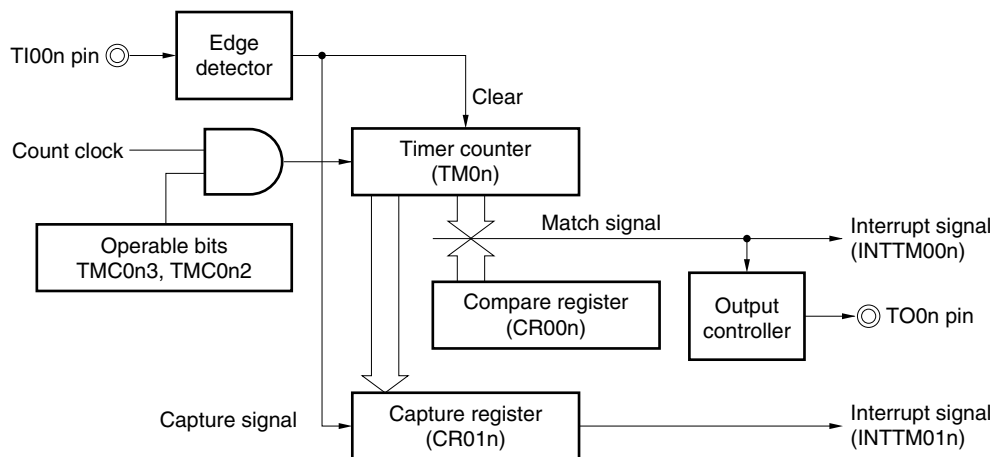 TI00n pin
Edge
detector
Clear
Count clock
Timer counter
(TM0n)
Operable bits
TMC0n3, TMC0n2
Match signal
Interrupt signal
(INTTM00n)
Compare register
(CR00n)
Output
controller
TO0n pin
Capture signal
Capture register
(CR01n)
Interrupt signal
(INTTM01n)